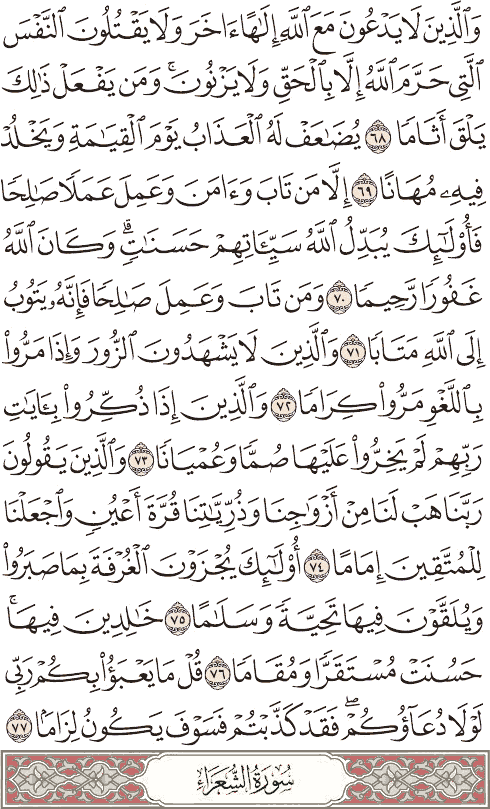 وَٱلَّذِينَ لَا يَدْعُونَ مَعَ ٱللَّهِ إِلَٰهًا ءَاخَرَ وَلَا يَقْتُلُونَ ٱلنَّفْسَ
ٱلَّتِى حَرَّمَ ٱللَّهُ إِلَّا بِٱلْحَقِّ وَلَا يَزْنُونَ ۚ وَمَن يَفْعَلْ ذَٰلِكَ
يَلْقَ أَثَامًا ٦٨ يُضَٰعَفْ لَهُ ٱلْعَذَابُ يَوْمَ ٱلْقِيَٰمَةِ وَيَخْلُدْ
فِيهِۦ مُهَانًا ٦٩ إِلَّا مَن تَابَ وَءَامَنَ وَعَمِلَ عَمَلًا صَٰلِحًا
فَأُو۟لَٰٓئِكَ يُبَدِّلُ ٱللَّهُ سَيِّـَٔاتِهِمْ حَسَنَٰتٍ ۗ وَكَانَ ٱللَّهُ
غَفُورًا رَّحِيمًا ٧٠ وَمَن تَابَ وَعَمِلَ صَٰلِحًا فَإِنَّهُۥ يَتُوبُ
إِلَى ٱللَّهِ مَتَابًا ٧١ وَٱلَّذِينَ لَا يَشْهَدُونَ ٱلزُّورَ وَإِذَا مَرُّوا۟
بِٱللَّغْوِ مَرُّوا۟ كِرَامًا ٧٢ وَٱلَّذِينَ إِذَا ذُكِّرُوا۟ بِـَٔايَٰتِ
رَبِّهِمْ لَمْ يَخِرُّوا۟ عَلَيْهَا صُمًّا وَعُمْيَانًا ٧٣ وَٱلَّذِينَ يَقُولُونَ
رَبَّنَا هَبْ لَنَا مِنْ أَزْوَٰجِنَا وَذُرِّيَّٰتِنَا قُرَّةَ أَعْيُنٍ وَٱجْعَلْنَا
لِلْمُتَّقِينَ إِمَامًا ٧٤ أُو۟لَٰٓئِكَ يُجْزَوْنَ ٱلْغُرْفَةَ بِمَا صَبَرُوا۟
وَيُلَقَّوْنَ فِيهَا تَحِيَّةً وَسَلَٰمًا ٧٥ خَٰلِدِينَ فِيهَا ۚ
حَسُنَتْ مُسْتَقَرًّا وَمُقَامًا ٧٦ قُلْ مَا يَعْبَؤُا۟ بِكُمْ رَبِّى
لَوْلَا دُعَآؤُكُمْ ۖ فَقَدْ كَذَّبْتُمْ فَسَوْفَ يَكُونُ لِزَامًۢا ٧٧
سُورَةُ الشُّعَرَاءِ